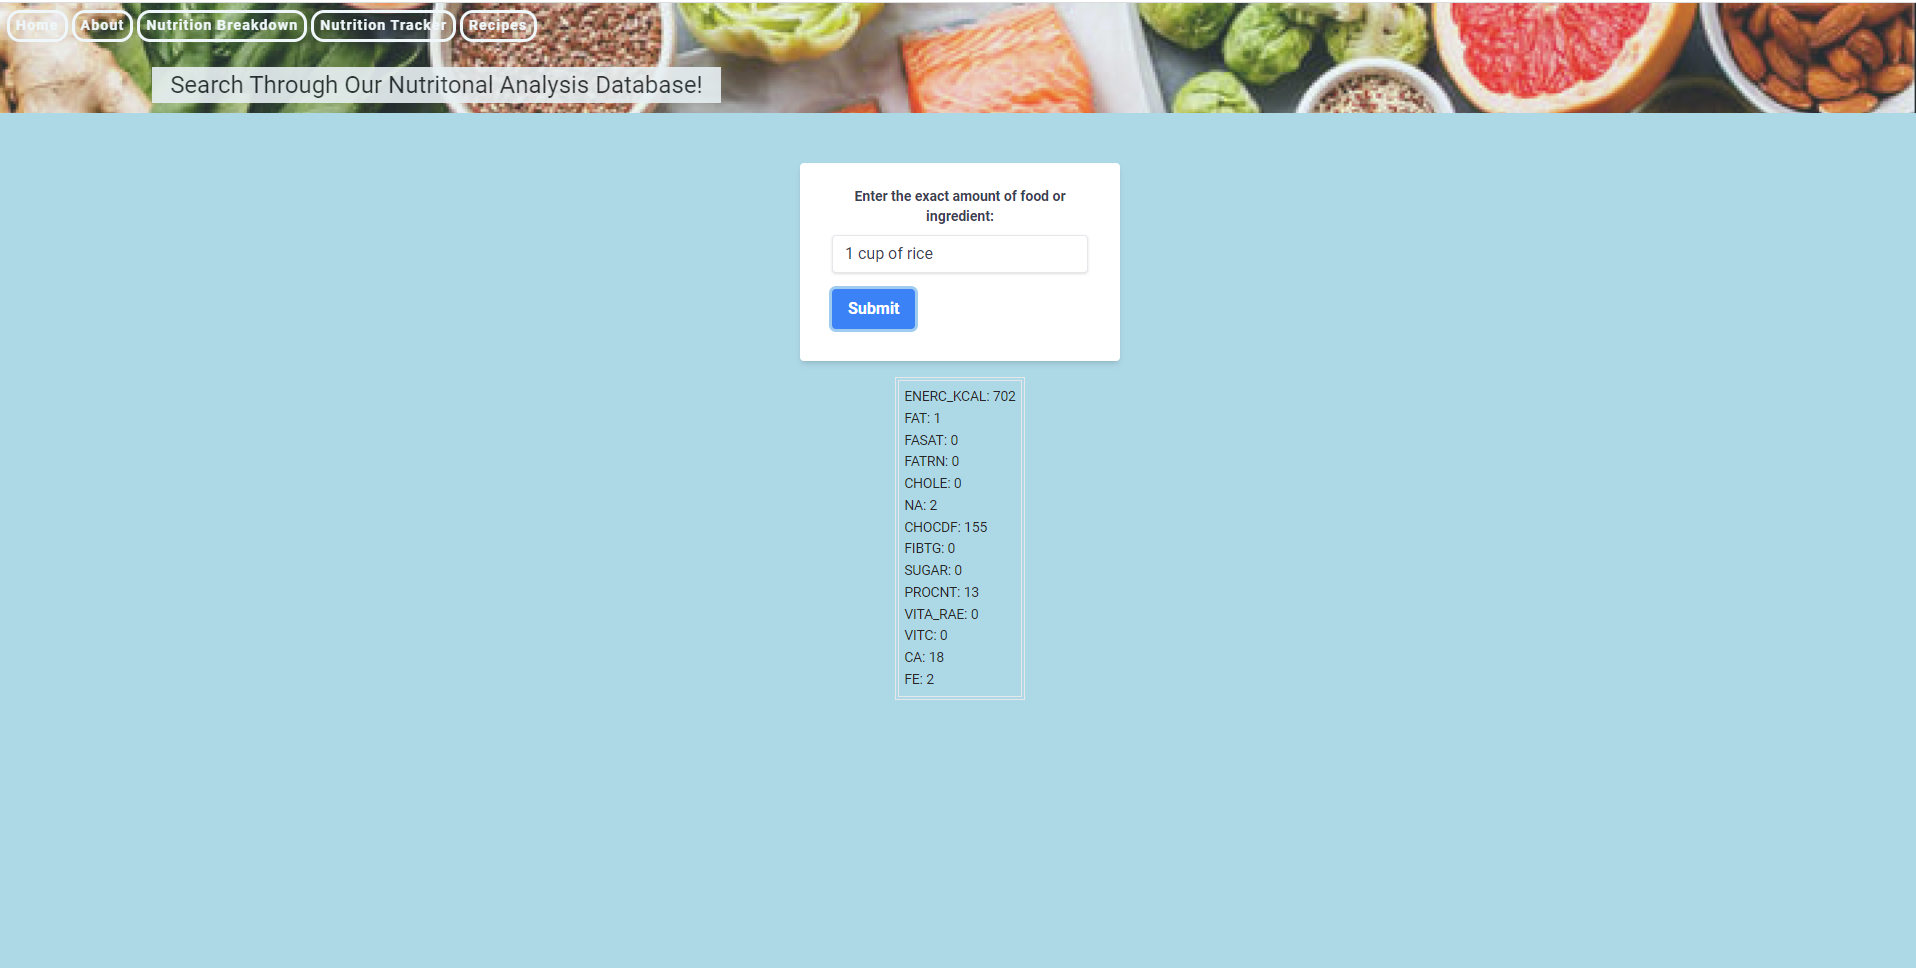 Home About Nutrition Breakdown Nutrition Tracker Recipes
Search Through Our Nutritonal Analysis Database!
Enter the exact amount of food or
ingredient:
1 cup of rice
Submit
ENERC_KCAL: 702
FAT: 1
FASAT: 0
FATRN: 0
CHOLE: 0
NA: 2
CHOCDF: 155
FIBTG: 0
SUGAR: 0
PROCNT: 13
VITA_RAE: 0
VITC: 0
CA: 18
FE: 2